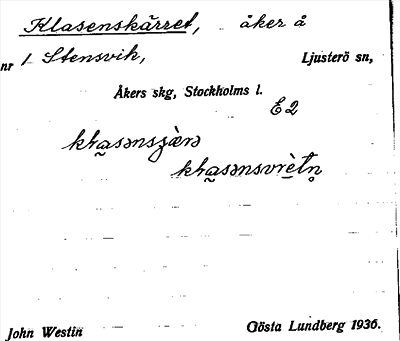 Klasenskärret, åker å
nr 1 Stensvik, Ljusterö sn,
Åkers skg, Stockholms l.
E2
John Westin Gösta Lundberg 1936.